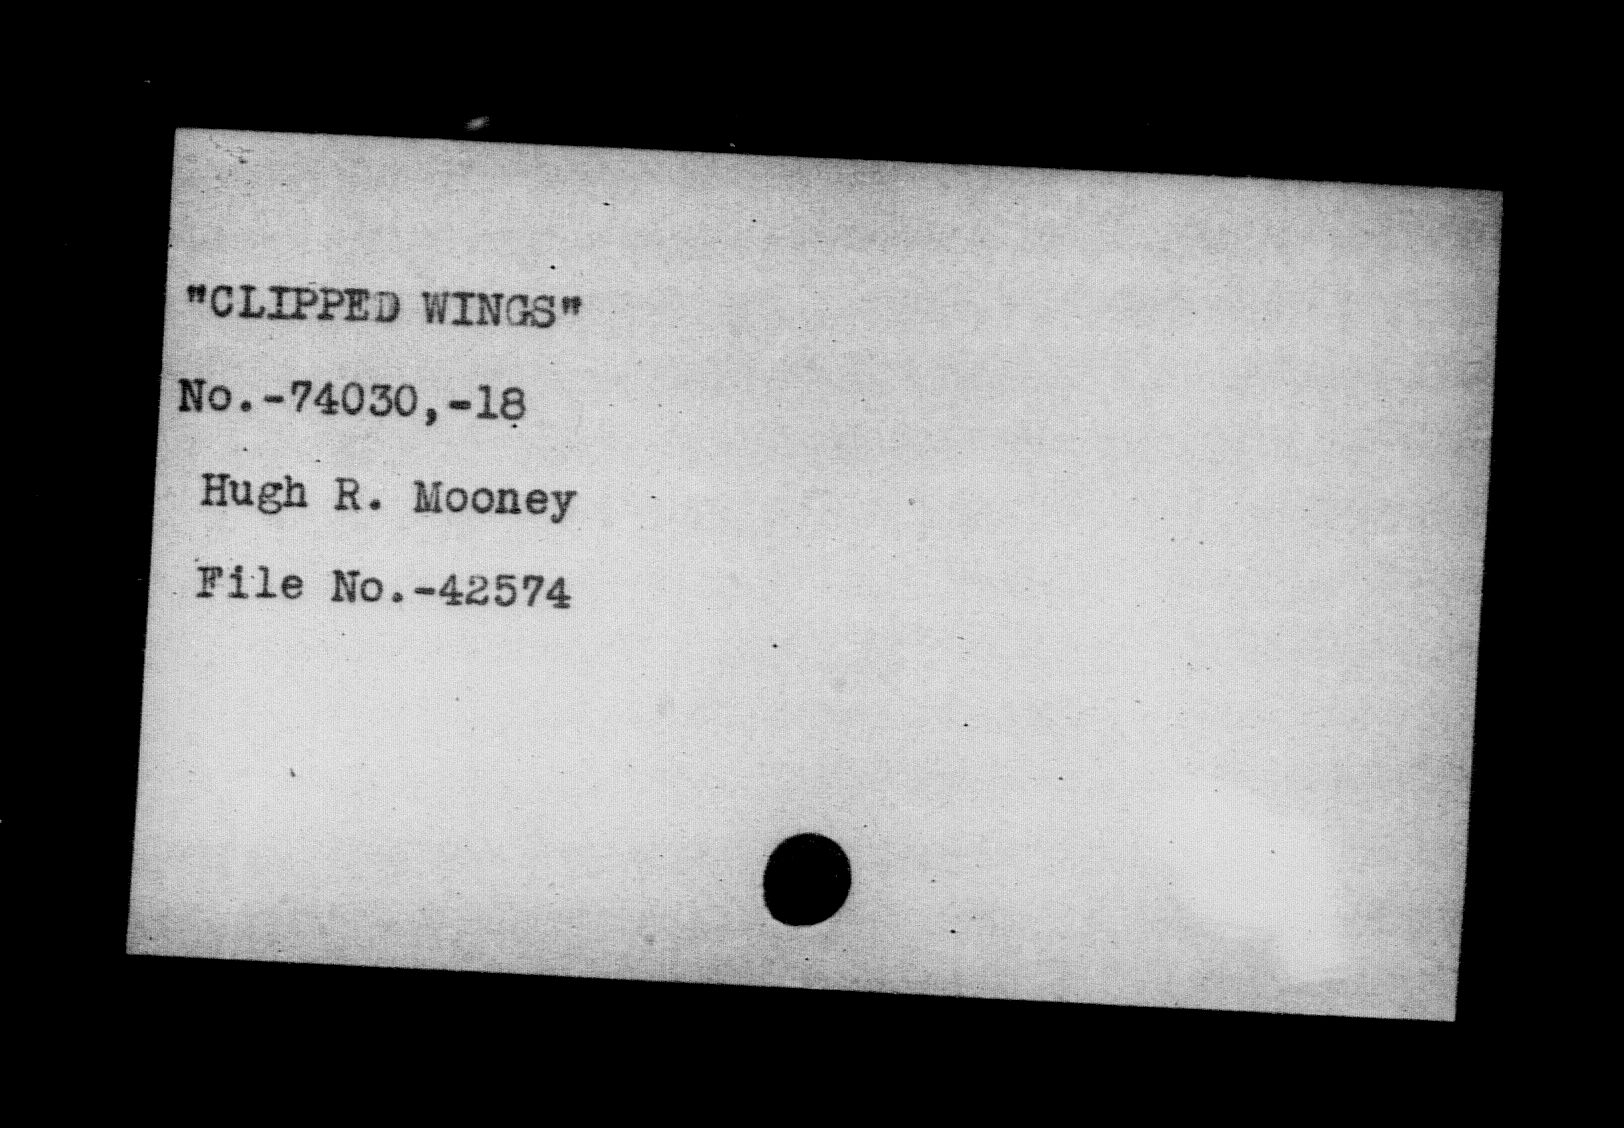 "CLIPPED WINGS"
No.-74030,-18
Hugh R. Mooney
File No.-42574